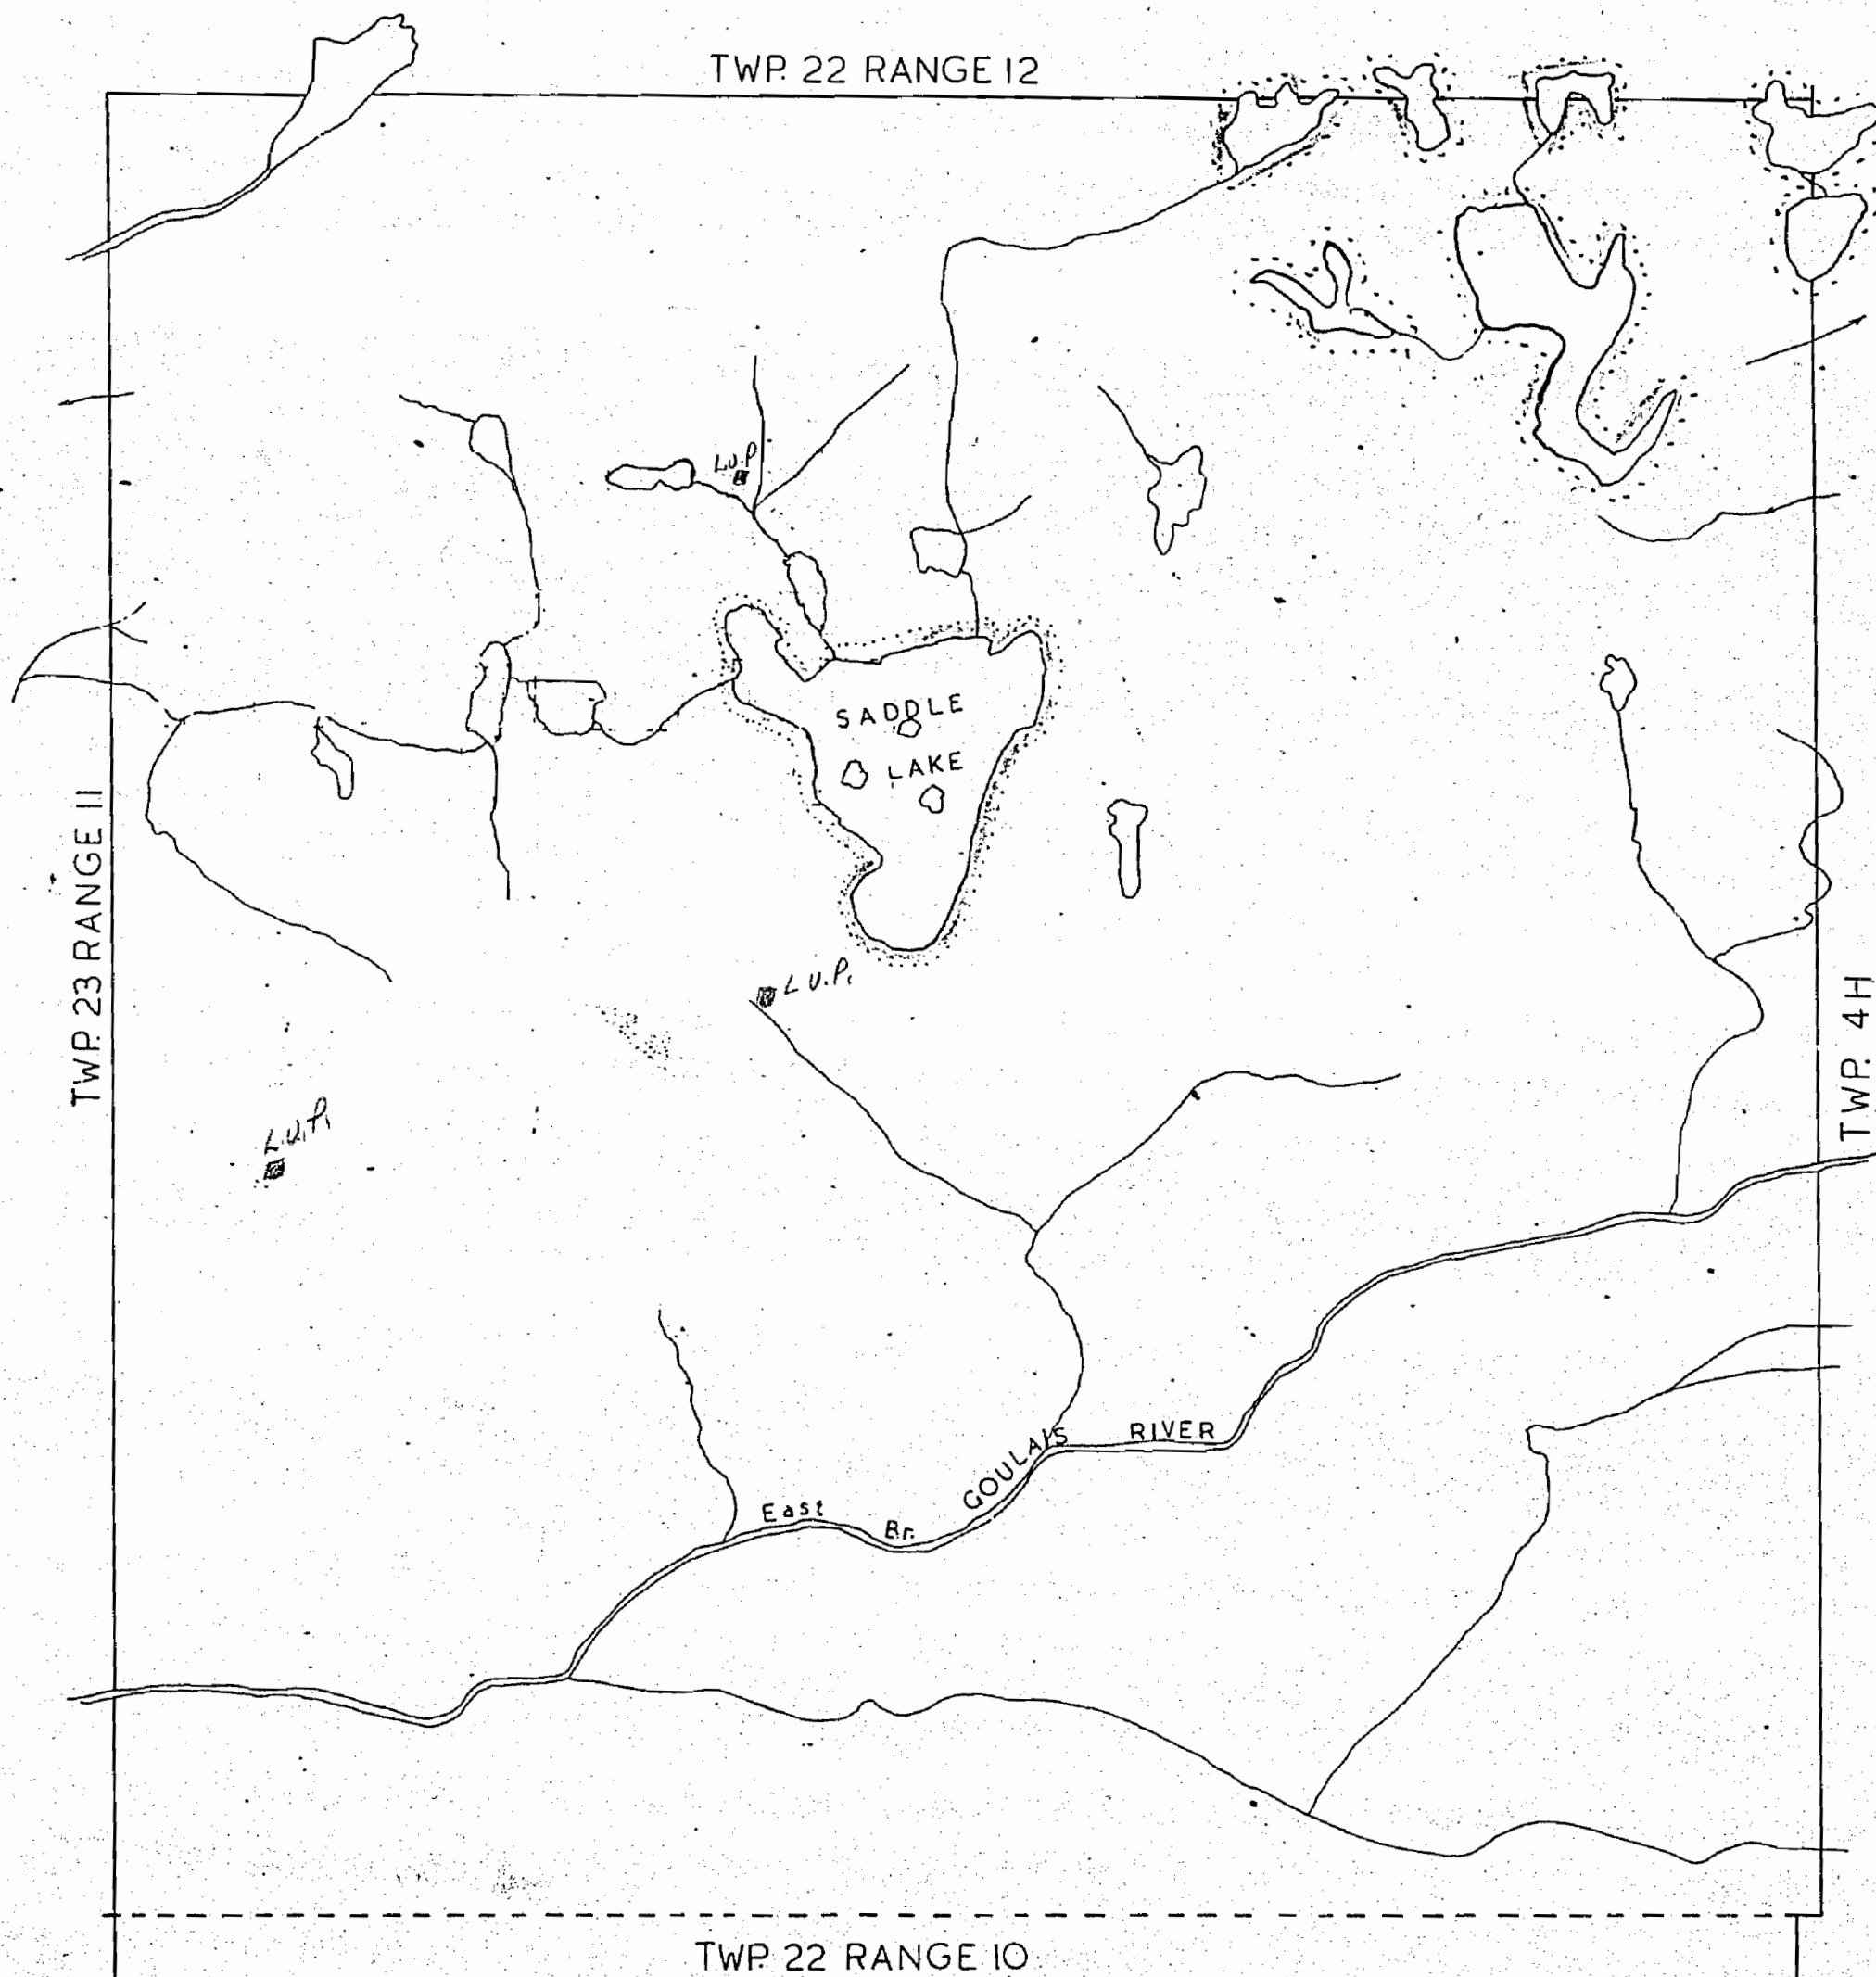 TWP. 22 RANGE 12
L.U.P
SADDLE
LAKE
TWP. 23 RANGE 11
L.U.P.
TWP. 4H
L.U.P.
GOULAIS RIVER
East Br.
TWP. 22 RANGE 10